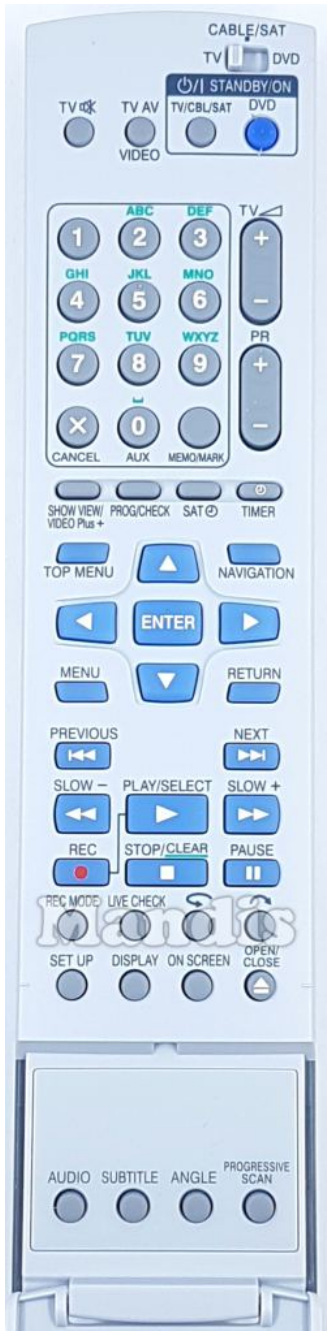 CABLE/SAT
TV DVD
⏻/I STANDBY/ON
TV TV AV TV/CBL/SAT DVD
VIDEO
ABC DEF TV
1 2 3 +
GHI JKL MNO
4 5 6 −
PQRS TUV WXYZ PR
7 8 9 +
0 −
CANCEL AUX MEMO/MARK
SHOW VIEW/ PROG/CHECK SAT TIMER
VIDEO Plus+
TOP MENU NAVIGATION
ENTER
MENU RETURN
PREVIOUS NEXT
SLOW − PLAY/SELECT SLOW +
REC STOP/CLEAR PAUSE
REC MODE LIVE CHECK
Mandis
SET UP DISPLAY ON SCREEN OPEN/
CLOSE
AUDIO SUBTITLE ANGLE PROGRESSIVE
SCAN